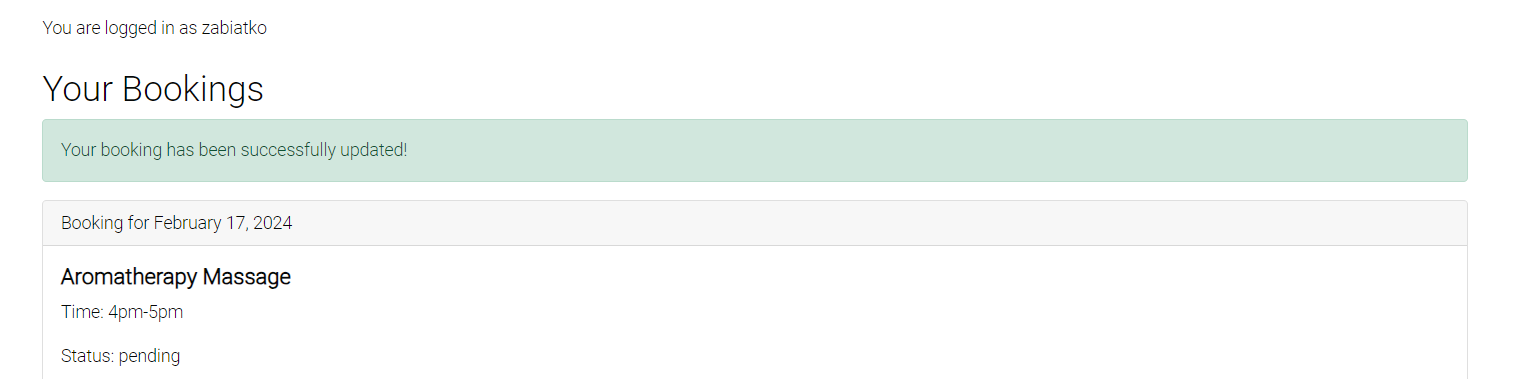 You are logged in as zabiatko
Your Bookings
Your booking has been successfully updated!
Booking for February 17, 2024
Aromatherapy Massage
Time: 4pm-5pm
Status: pending